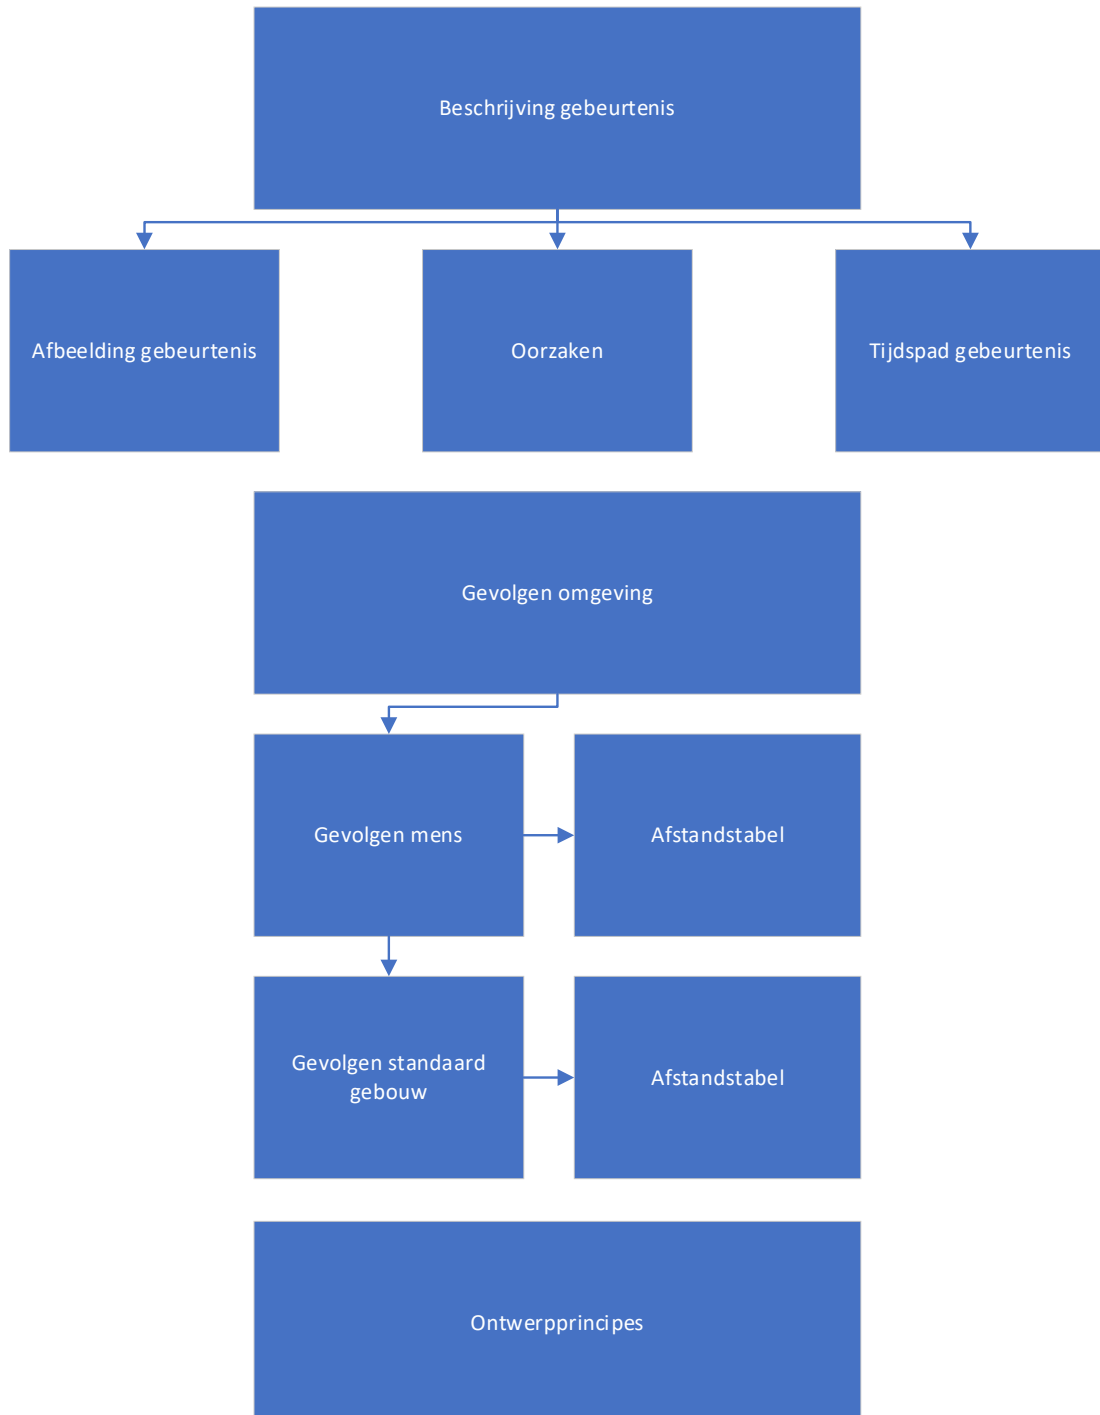 Beschrijving gebeurtenis
Afbeelding gebeurtenis
Oorzaken
Tijdspad gebeurtenis
Gevolgen omgeving
Gevolgen mens
Afstandstabel
Gevolgen standaard
gebouw
Afstandstabel
Ontwerpprincipes